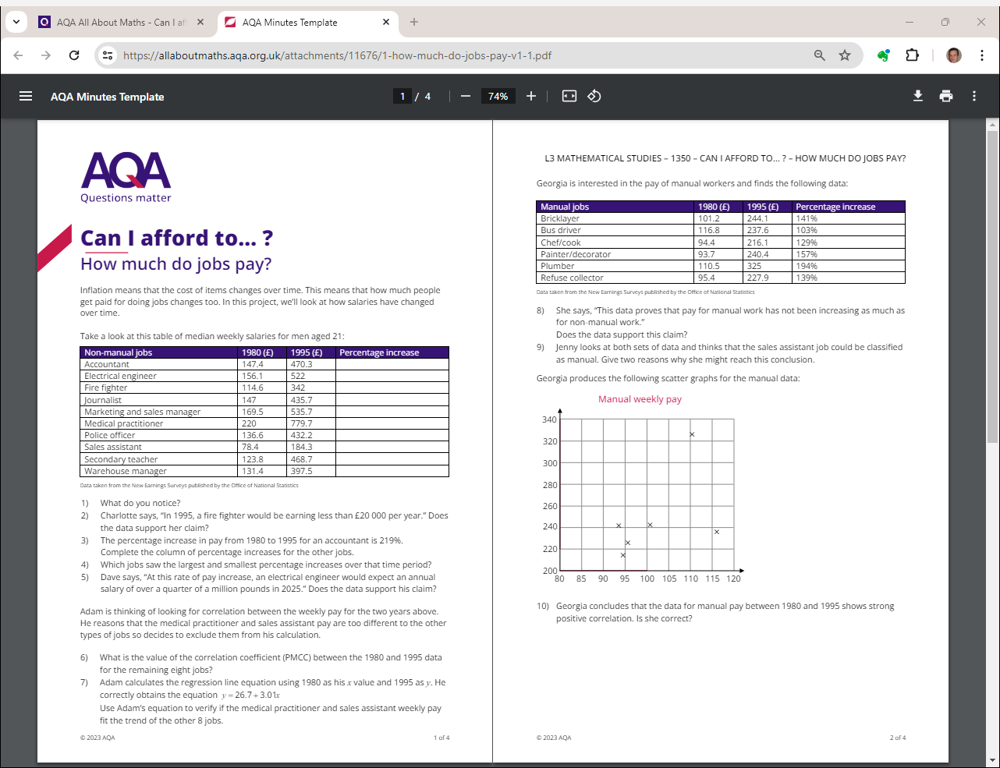 AQA All About Maths - Can I af
AQA Minutes Template
https://allaboutmaths.aqa.org.uk/attachments/11676/1-how-much-do-jobs-pay-v1-1.pdf
AQA Minutes Template
1 / 4
74%
AQA
Questions matter
Can I afford to... ?
How much do jobs pay?
Inflation means that the cost of items changes over time. This means that how much people
get paid for doing jobs changes too. In this project, we'll look at how salaries have changed
over time.
Take a look at this table of median weekly salaries for men aged 21:
Non-manual jobs 1980 (£) 1995 (£) Percentage increase
Accountant 147.4 470.3
Electrical engineer 156.1 522
Fire fighter 114.6 342
Journalist 147 435.7
Marketing and sales manager 169.5 535.7
Medical practitioner 220 779.7
Police officer 136.6 432.2
Sales assistant 78.4 184.3
Secondary teacher 123.8 468.7
Warehouse manager 131.4 397.5
Data taken from the New Earnings Surveys published by the Office of National Statistics
1) What do you notice?
2) Charlotte says, “In 1995, a fire fighter would be earning less than £20 000 per year.” Does
the data support her claim?
3) The percentage increase in pay from 1980 to 1995 for an accountant is 219%.
Complete the column of percentage increases for the other jobs.
4) Which jobs saw the largest and smallest percentage increases over that time period?
5) Dave says, “At this rate of pay increase, an electrical engineer would expect an annual
salary of over a quarter of a million pounds in 2025.” Does the data support his claim?
Adam is thinking of looking for correlation between the weekly pay for the two years above.
He reasons that the medical practitioner and sales assistant pay are too different to the other
types of jobs so decides to exclude them from his calculation.
6) What is the value of the correlation coefficient (PMCC) between the 1980 and 1995 data
for the remaining eight jobs?
7) Adam calculates the regression line equation using 1980 as his x value and 1995 as y. He
correctly obtains the equation y = 26.7 + 3.01x
Use Adam's equation to verify if the medical practitioner and sales assistant weekly pay
fit the trend of the other 8 jobs.
© 2023 AQA 1 of 4
L3 MATHEMATICAL STUDIES – 1350 – CAN I AFFORD TO... ? – HOW MUCH DO JOBS PAY?
Georgia is interested in the pay of manual workers and finds the following data:
Manual jobs 1980 (£) 1995 (£) Percentage increase
Bricklayer 101.2 244.1 141%
Bus driver 116.8 237.6 103%
Chef/cook 94.4 216.1 129%
Painter/decorator 93.7 240.4 157%
Plumber 110.5 325 194%
Refuse collector 95.4 227.9 139%
Data taken from the New Earnings Surveys published by the Office of National Statistics
8) She says, “This data proves that pay for manual work has not been increasing as much as
for non-manual work.”
Does the data support this claim?
9) Jenny looks at both sets of data and thinks that the sales assistant job could be classified
as manual. Give two reasons why she might reach this conclusion.
Georgia produces the following scatter graphs for the manual data:
Manual weekly pay
340
320
300
280
260
240
220
200
80 85 90 95 100 105 110 115 120
10) Georgia concludes that the data for manual pay between 1980 and 1995 shows strong
positive correlation. Is she correct?
© 2023 AQA 2 of 4